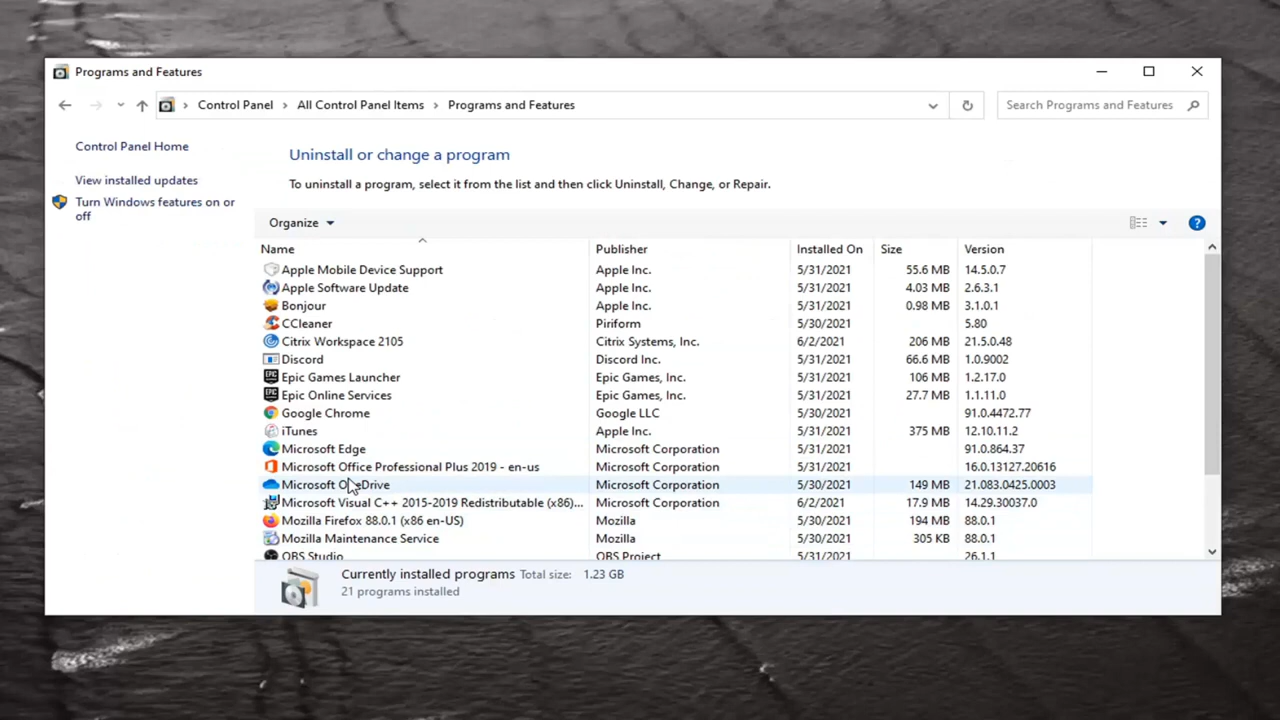 Programs and Features
Control Panel > All Control Panel Items > Programs and Features
Search Programs and Features
Control Panel Home
View installed updates
Turn Windows features on or
off
Uninstall or change a program
To uninstall a program, select it from the list and then click Uninstall, Change, or Repair.
Organize
Name Publisher Installed On Size Version
Apple Mobile Device Support Apple Inc. 5/31/2021 55.6 MB 14.5.0.7
Apple Software Update Apple Inc. 5/31/2021 4.03 MB 2.6.3.1
Bonjour Apple Inc. 5/31/2021 0.98 MB 3.1.0.1
CCleaner Piriform 5/30/2021 5.80
Citrix Workspace 2105 Citrix Systems, Inc. 6/2/2021 206 MB 21.5.0.48
Discord Discord Inc. 5/31/2021 66.6 MB 1.0.9002
EPIC Epic Games Launcher Epic Games, Inc. 5/31/2021 106 MB 1.2.17.0
EPIC Epic Online Services Epic Games, Inc. 5/31/2021 27.7 MB 1.1.11.0
Google Chrome Google LLC 5/30/2021 91.0.4472.77
iTunes Apple Inc. 5/31/2021 375 MB 12.10.11.2
Microsoft Edge Microsoft Corporation 5/31/2021 91.0.864.37
Microsoft Office Professional Plus 2019 - en-us Microsoft Corporation 5/31/2021 16.0.13127.20616
Microsoft OneDrive Microsoft Corporation 5/30/2021 149 MB 21.083.0425.0003
Microsoft Visual C++ 2015-2019 Redistributable (x86)... Microsoft Corporation 6/2/2021 17.9 MB 14.29.30037.0
Mozilla Firefox 88.0.1 (x86 en-US) Mozilla 5/30/2021 194 MB 88.0.1
Mozilla Maintenance Service Mozilla 5/30/2021 305 KB 88.0.1
OBS Studio OBS Project 5/31/2021 26.1.1
Currently installed programs Total size: 1.23 GB
21 programs installed